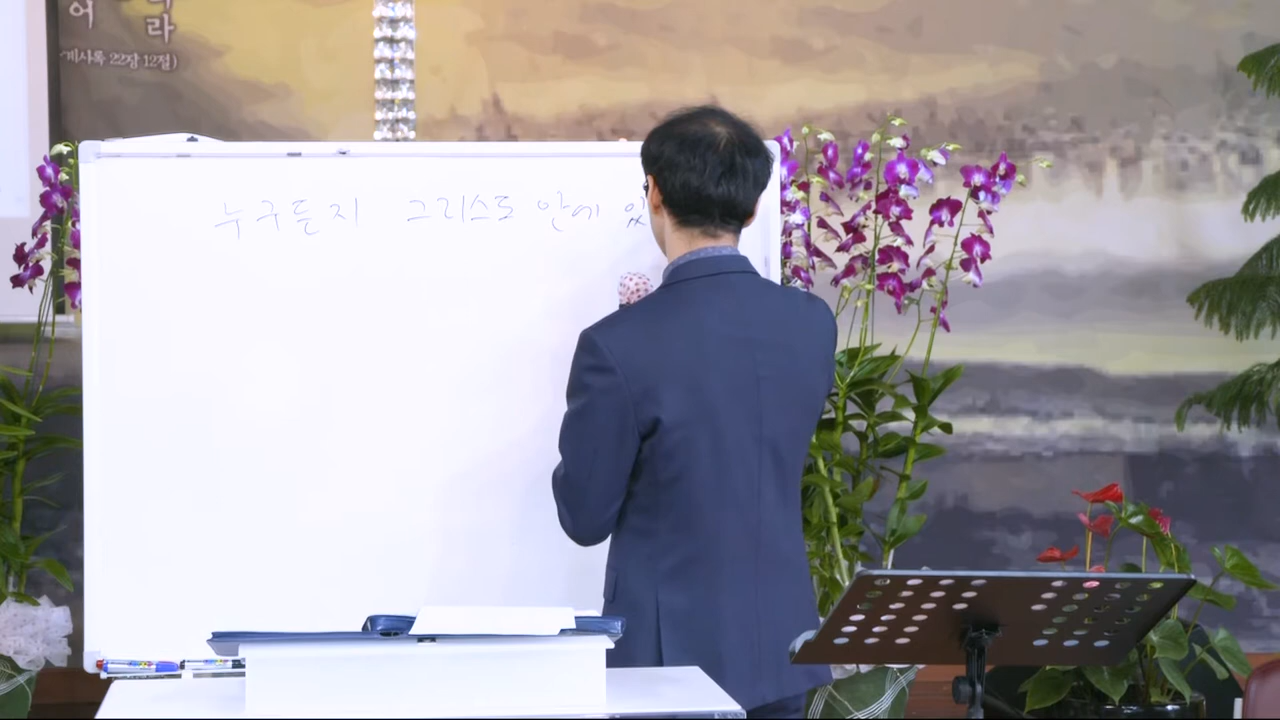 어
라
계시록 22장 12절)
누구든지 그리스도 안에 있